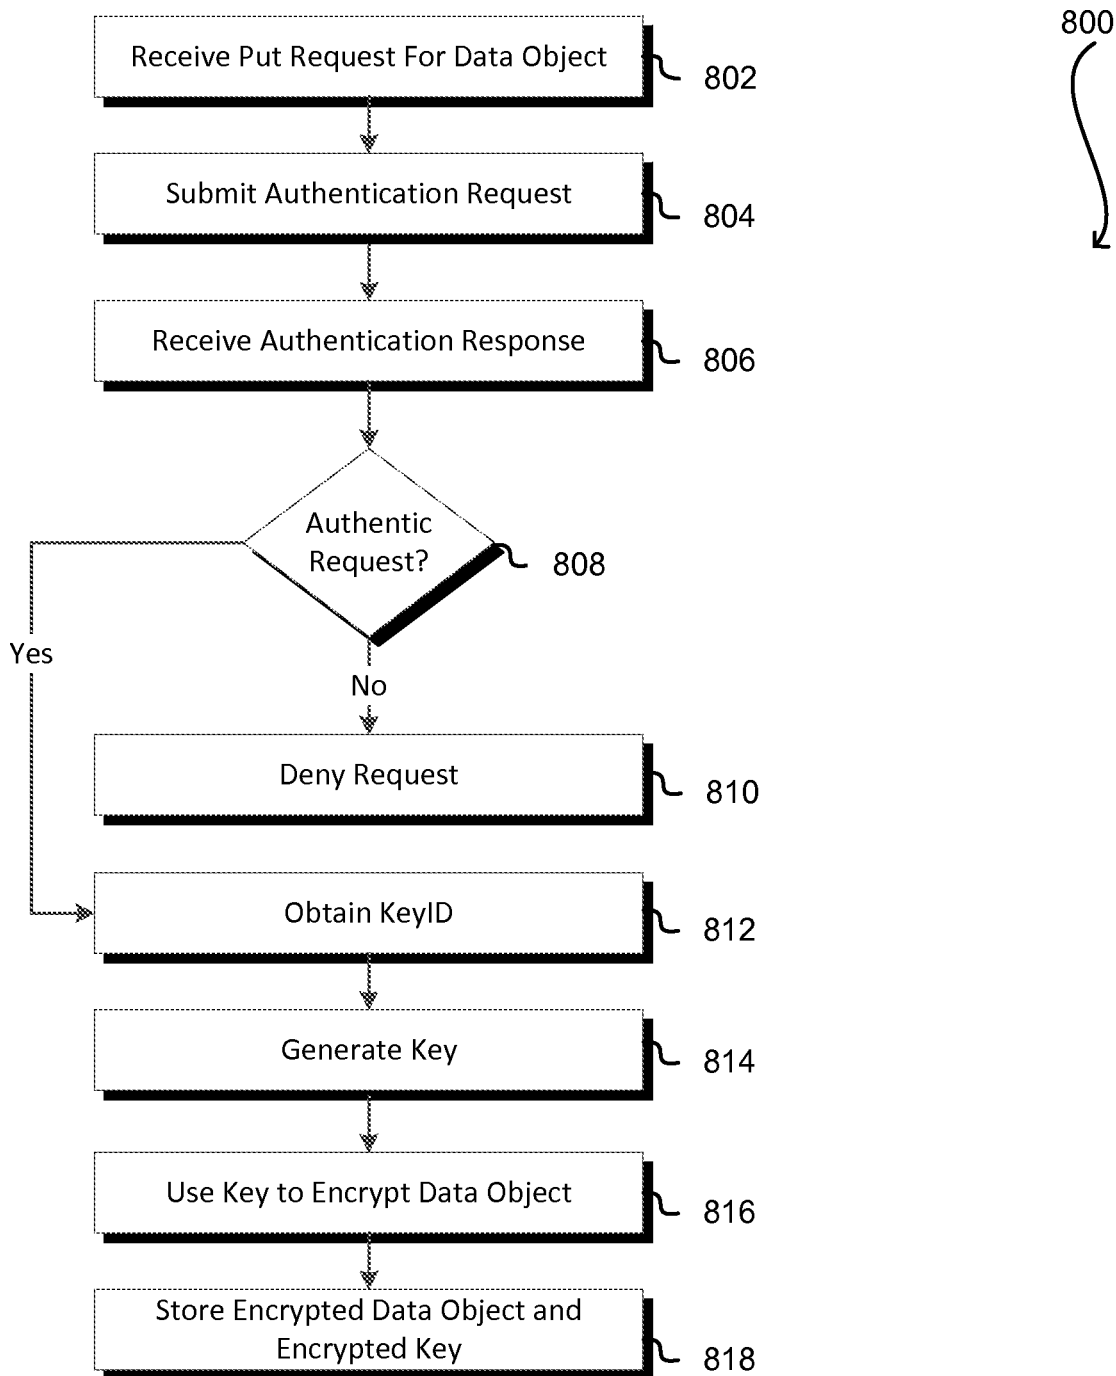 800
Receive Put Request For Data Object
802
Submit Authentication Request
804
Receive Authentication Response
806
Authentic
Request?
808
Yes
No
Deny Request
810
Obtain KeyID
812
Generate Key
814
Use Key to Encrypt Data Object
816
Store Encrypted Data Object and
Encrypted Key
818